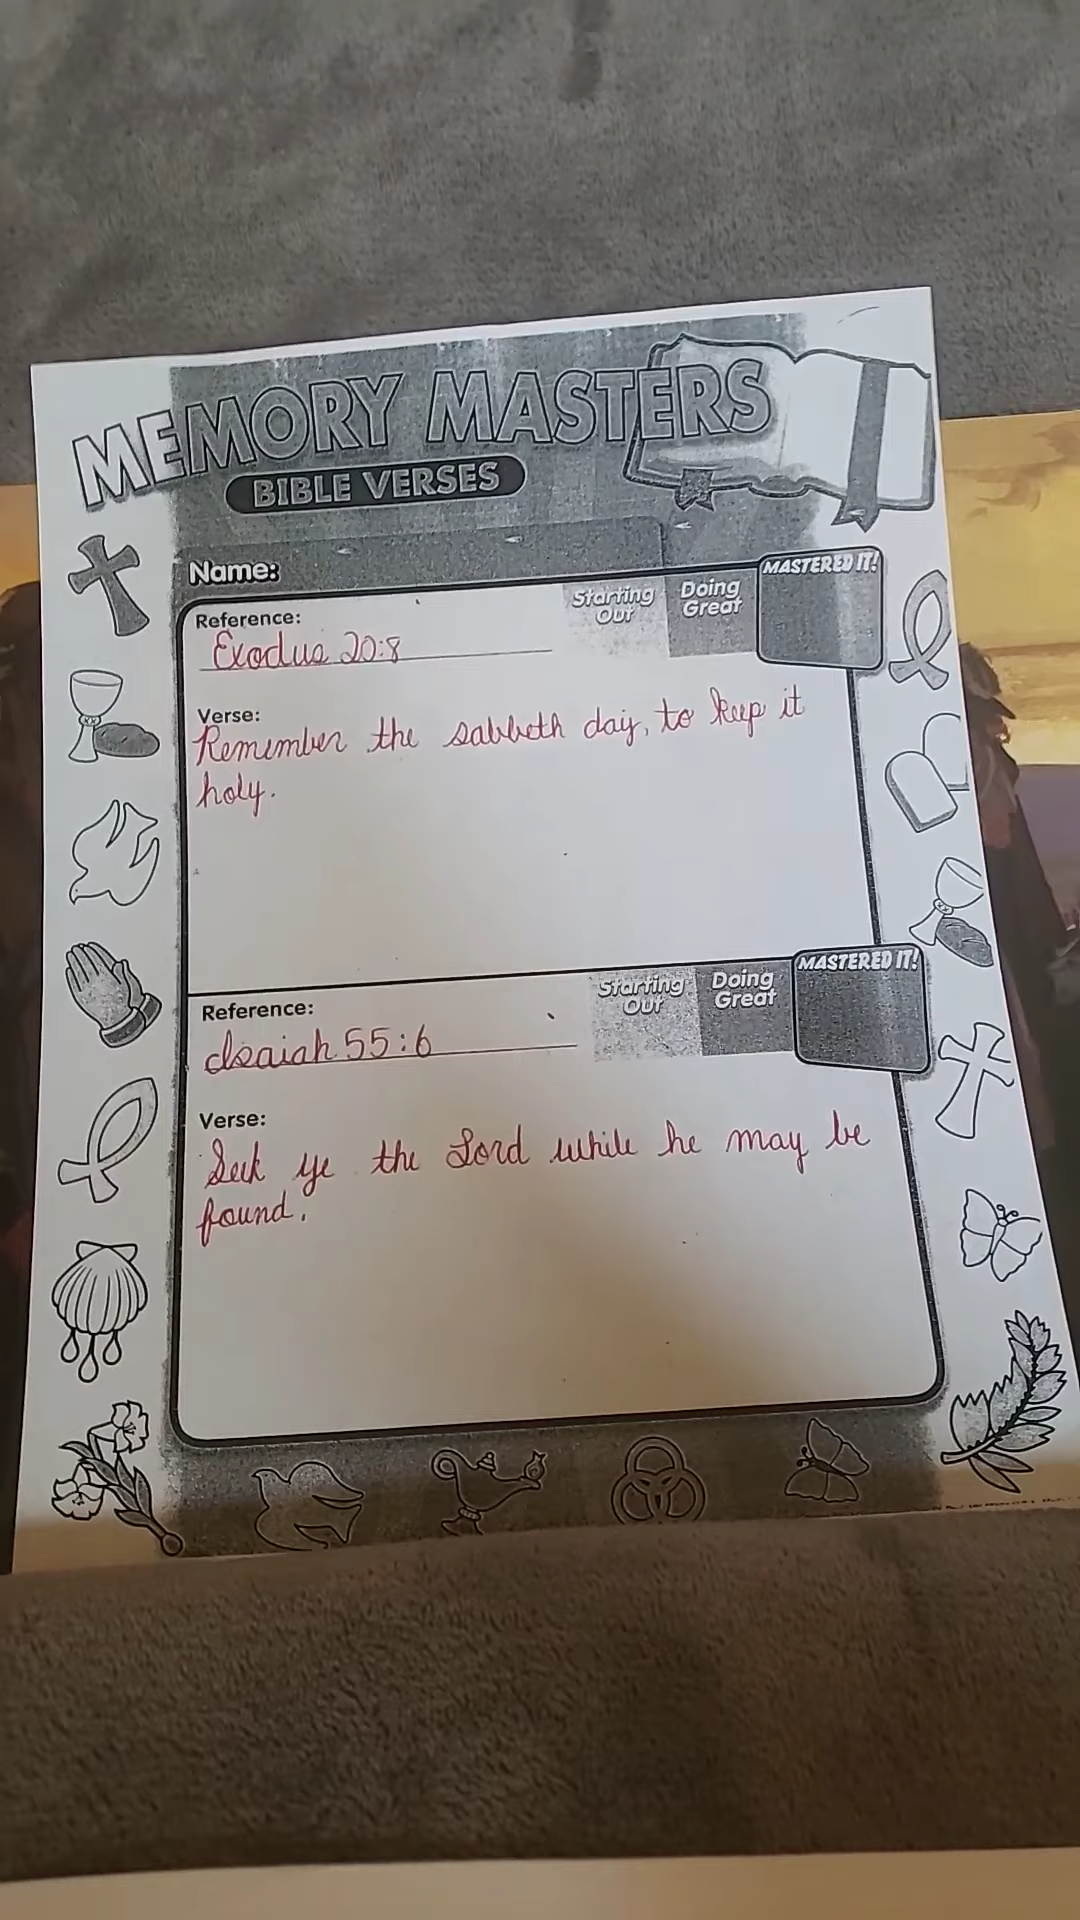 MEMORY MASTERS
BIBLE VERSES
Name:
MASTERED IT!
Starting Out
Doing Great
Reference:
Exodus 20:8
Verse:
Remember the sabbeth day, to keep it
holy.
MASTERED IT!
Starting Out
Doing Great
Reference:
Isaiah 55:6
Verse:
Seek ye the Lord while he may be
found.